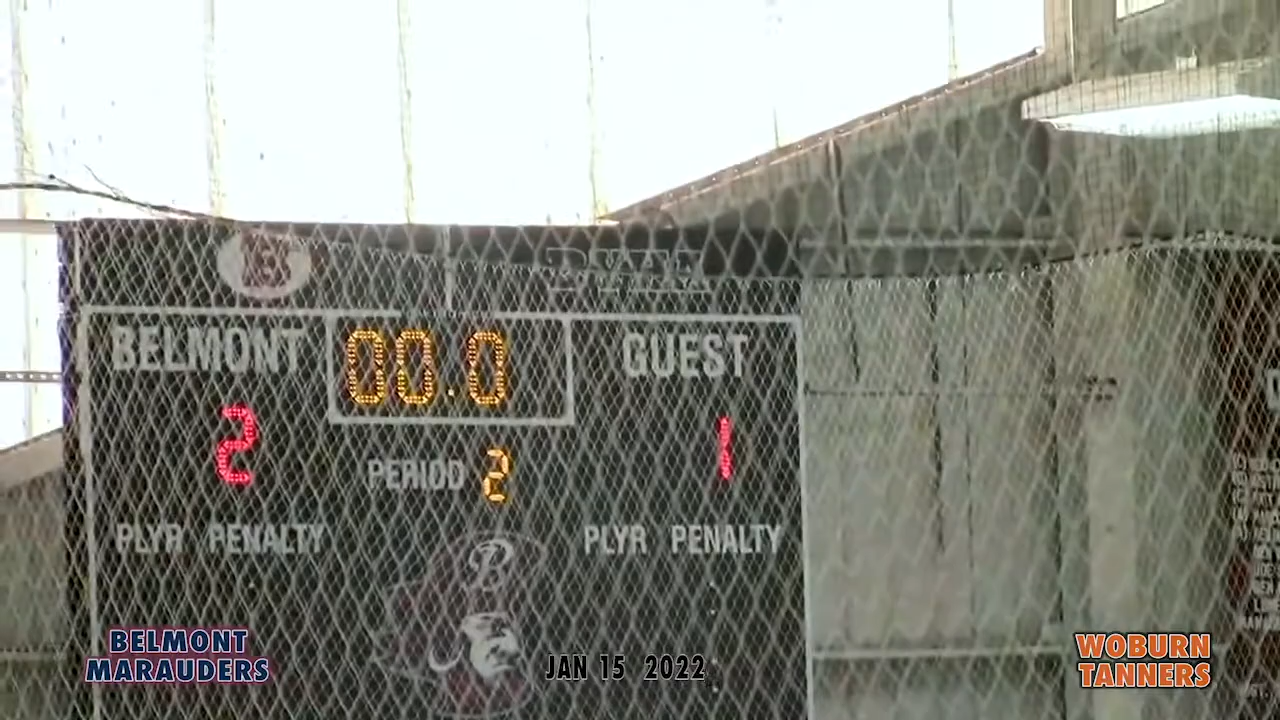 B
BELMONT
00.0
GUEST
2
1
PERIOD 2
PLYR PENALTY
PLYR PENALTY
B
BELMONT
MARAUDERS
JAN 15 2022
WOBURN
TANNERS